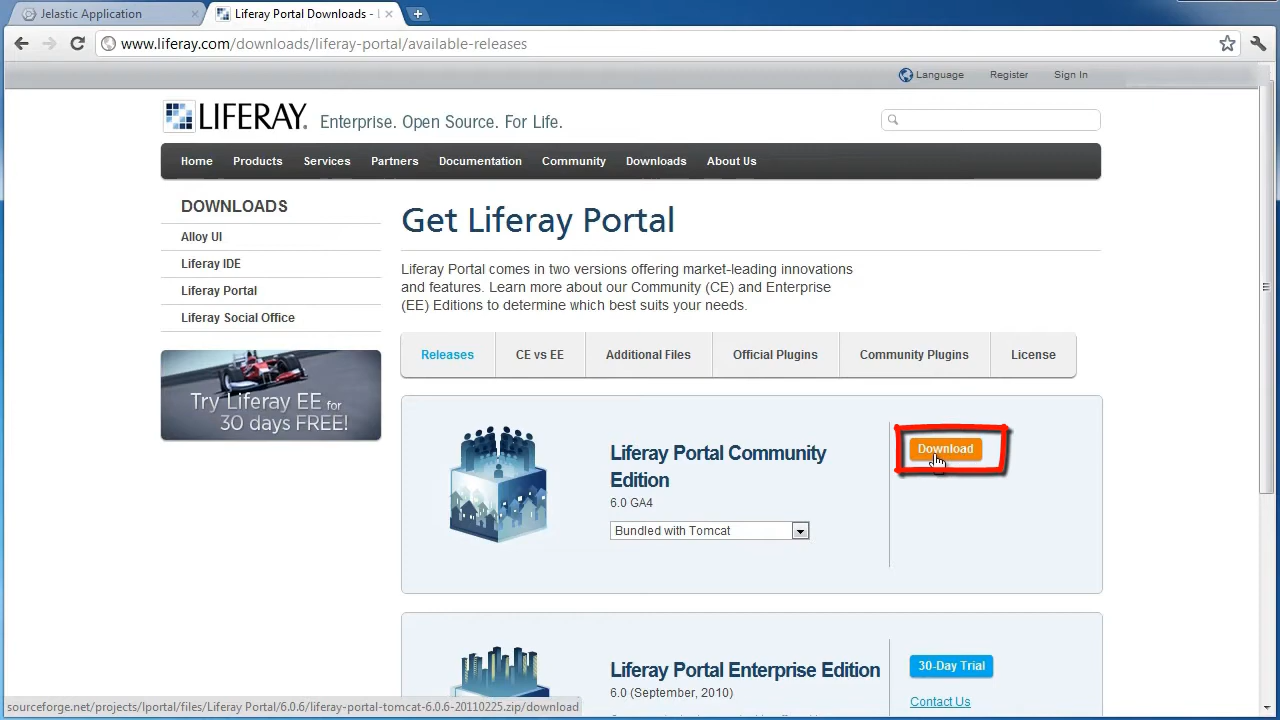 Jelastic Application
Liferay Portal Downloads -
www.liferay.com/downloads/liferay-portal/available-releases
Language
Register
Sign In
LIFERAY.
Enterprise. Open Source. For Life.
Home
Products
Services
Partners
Documentation
Community
Downloads
About Us
DOWNLOADS
Alloy UI
Liferay IDE
Liferay Portal
Liferay Social Office
Try Liferay EE for
30 days FREE!
Get Liferay Portal
Liferay Portal comes in two versions offering market-leading innovations
and features. Learn more about our Community (CE) and Enterprise
(EE) Editions to determine which best suits your needs.
Releases
CE vs EE
Additional Files
Official Plugins
Community Plugins
License
Liferay Portal Community
Edition
6.0 GA4
Bundled with Tomcat
Download
Liferay Portal Enterprise Edition
6.0 (September, 2010)
30-Day Trial
Contact Us
sourceforge.net/projects/lportal/files/Liferay Portal/6.0.6/liferay-portal-tomcat-6.0.6-20110225.zip/download